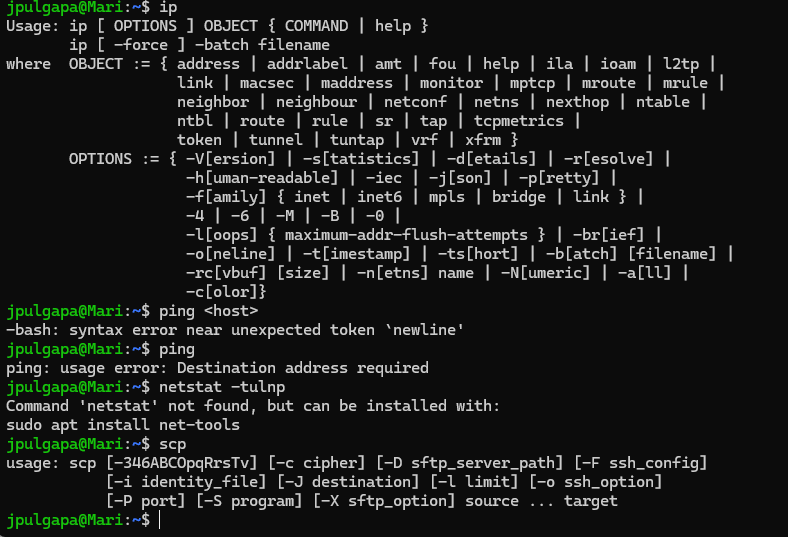 jpulgapa@Mari:~$ ip
Usage: ip [ OPTIONS ] OBJECT { COMMAND | help }
       ip [ -force ] -batch filename
where  OBJECT := { address | addrlabel | amt | fou | help | ila | ioam | l2tp |
                   link | macsec | maddress | monitor | mptcp | mroute | mrule |
                   neighbor | neighbour | netconf | netns | nexthop | ntable |
                   ntbl | route | rule | sr | tap | tcpmetrics |
                   token | tunnel | tuntap | vrf | xfrm }
       OPTIONS := { -V[ersion] | -s[tatistics] | -d[etails] | -r[esolve] |
                    -h[uman-readable] | -iec | -j[son] | -p[retty] |
                    -f[amily] { inet | inet6 | mpls | bridge | link } |
                    -4 | -6 | -M | -B | -0 |
                    -l[oops] { maximum-addr-flush-attempts } | -br[ief] |
                    -o[neline] | -t[imestamp] | -ts[hort] | -b[atch] [filename] |
                    -rc[vbuf] [size] | -n[etns] name | -N[umeric] | -a[ll] |
                    -c[olor]}
jpulgapa@Mari:~$ ping <host>
-bash: syntax error near unexpected token `newline'
jpulgapa@Mari:~$ ping
ping: usage error: Destination address required
jpulgapa@Mari:~$ netstat -tulnp
Command 'netstat' not found, but can be installed with:
sudo apt install net-tools
jpulgapa@Mari:~$ scp
usage: scp [-346ABCOpqRrsTv] [-c cipher] [-D sftp_server_path] [-F ssh_config]
           [-i identity_file] [-J destination] [-l limit] [-o ssh_option]
           [-P port] [-S program] [-X sftp_option] source ... target
jpulgapa@Mari:~$